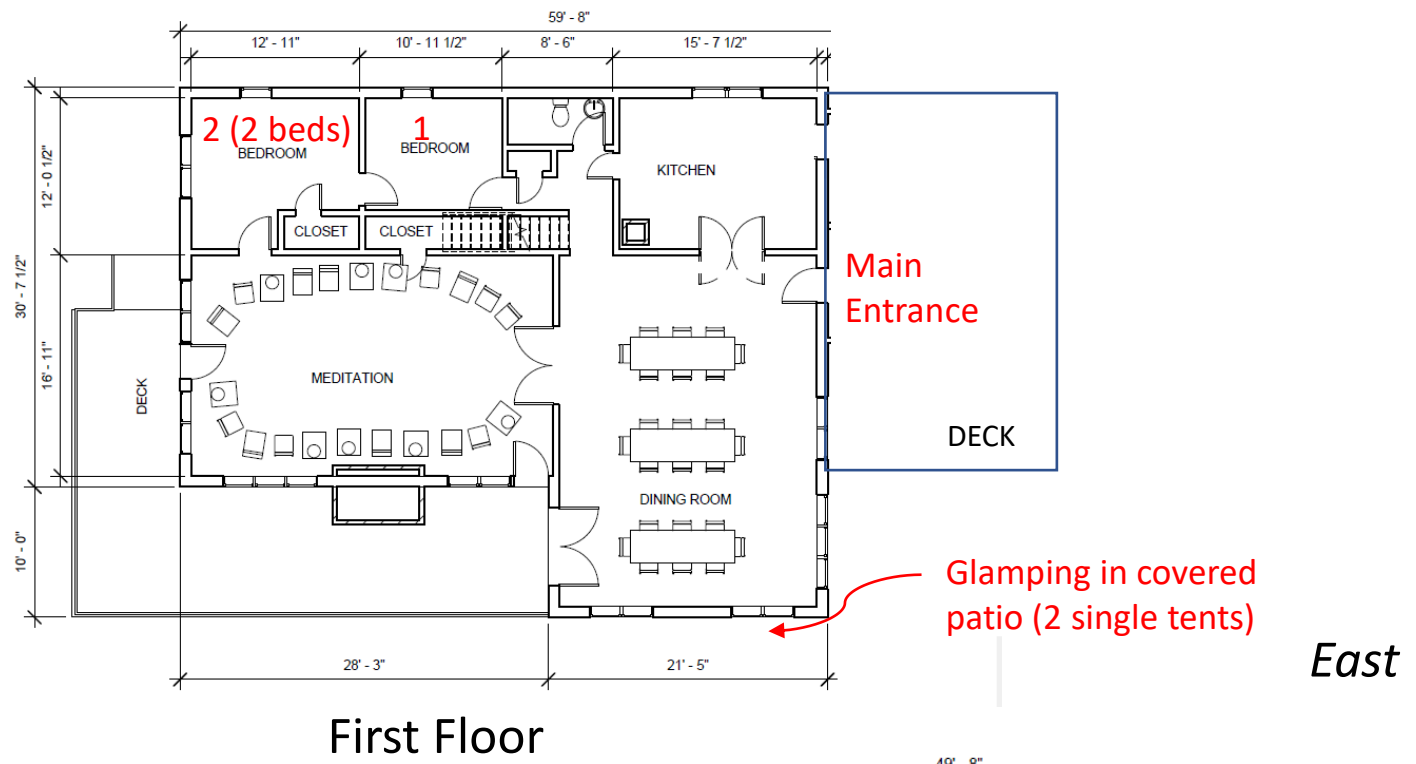 59' - 8"
12' - 11"
10' - 11 1/2"
8' - 6"
15' - 7 1/2"
2 (2 beds)
BEDROOM
1
BEDROOM
KITCHEN
12' - 0 1/2"
CLOSET
CLOSET
30' - 7 1/2"
Main
Entrance
16' - 11"
MEDITATION
DECK
DECK
DINING ROOM
10' - 0"
Glamping in covered
patio (2 single tents)
East
28' - 3"
21' - 5"
First Floor
49' - 8"